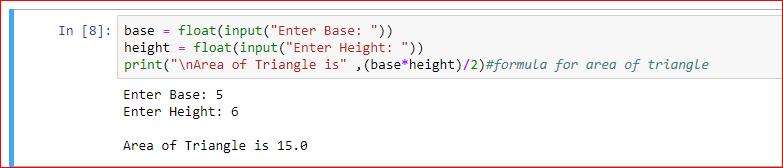 In [8]: base = float(input("Enter Base: "))
height = float(input("Enter Height: "))
print("\nArea of Triangle is" ,(base*height)/2)#formula for area of triangle
Enter Base: 5
Enter Height: 6
Area of Triangle is 15.0